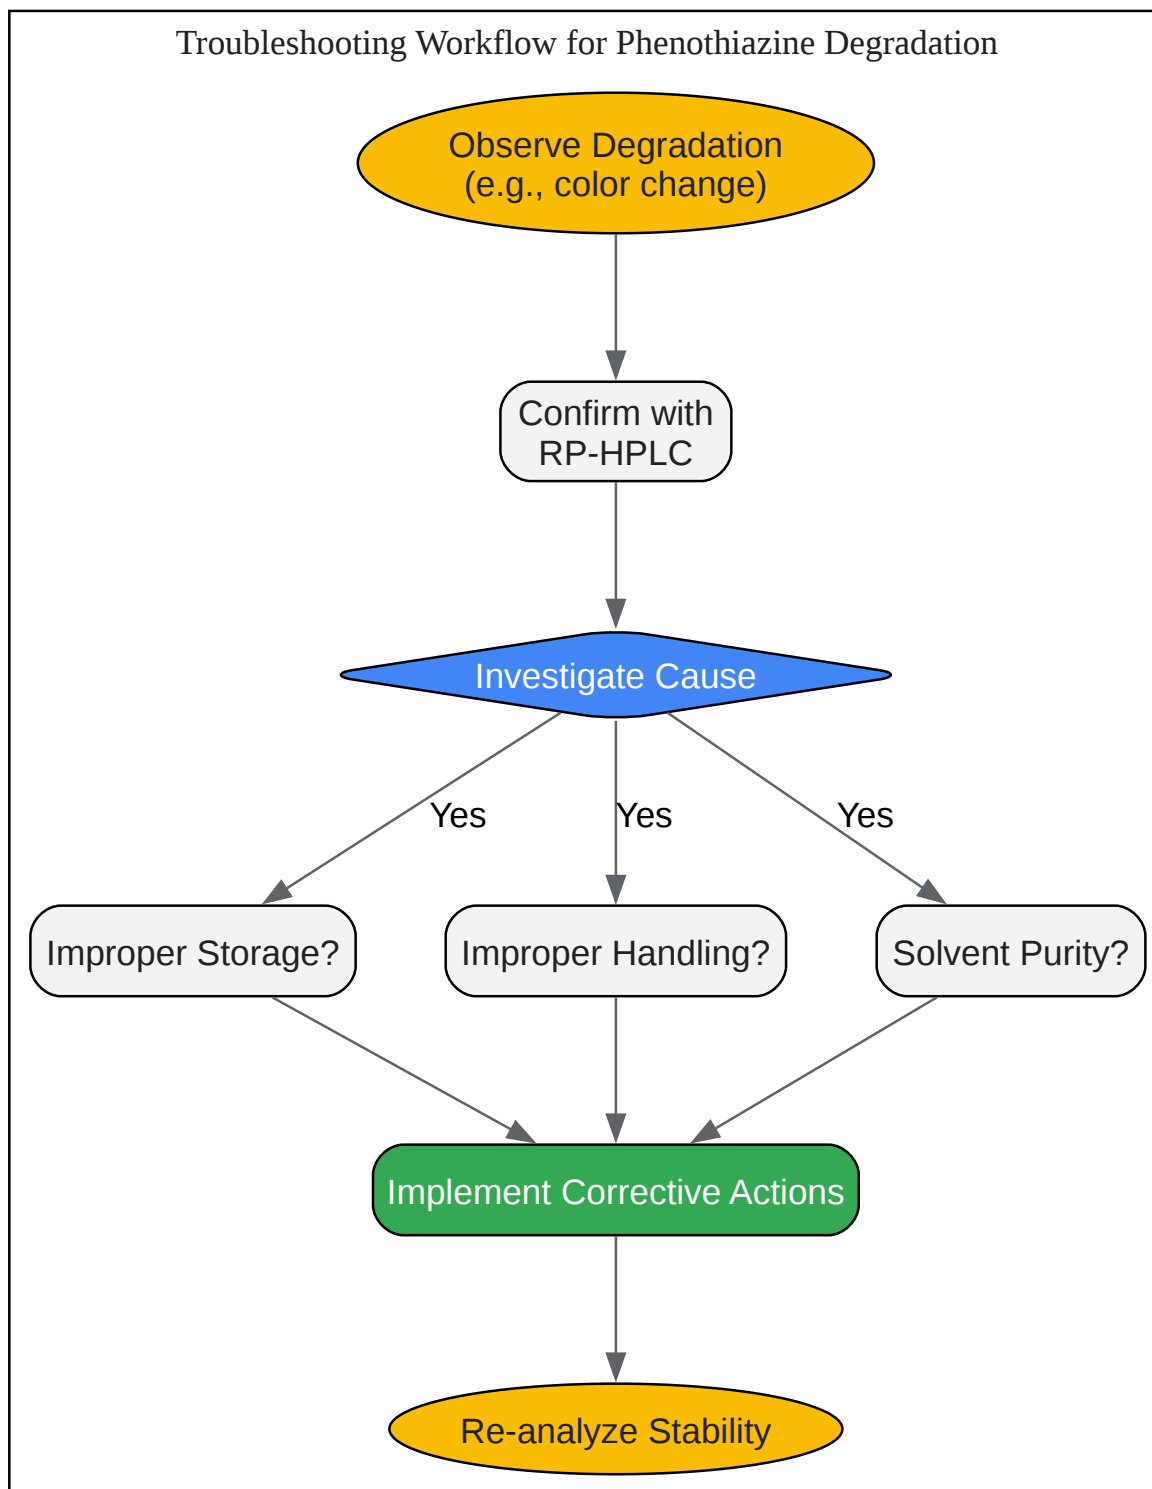 Troubleshooting Workflow for Phenothiazine Degradation
Observe Degradation
(e.g., color change)
Confirm with
RP-HPLC
Investigate Cause
Yes
Yes
Yes
Improper Storage?
Improper Handling?
Solvent Purity?
Implement Corrective Actions
Re-analyze Stability